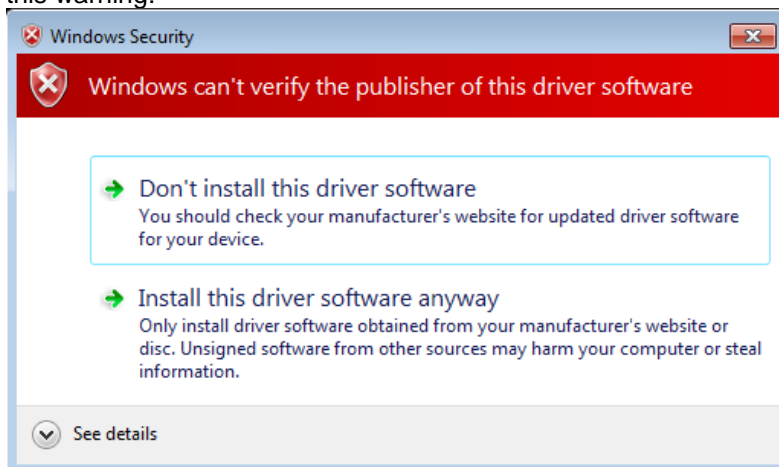 this warning.
Windows Security
Windows can't verify the publisher of this driver software
Don't install this driver software
You should check your manufacturer's website for updated driver software
for your device.
Install this driver software anyway
Only install driver software obtained from your manufacturer's website or
disc. Unsigned software from other sources may harm your computer or steal
information.
See details